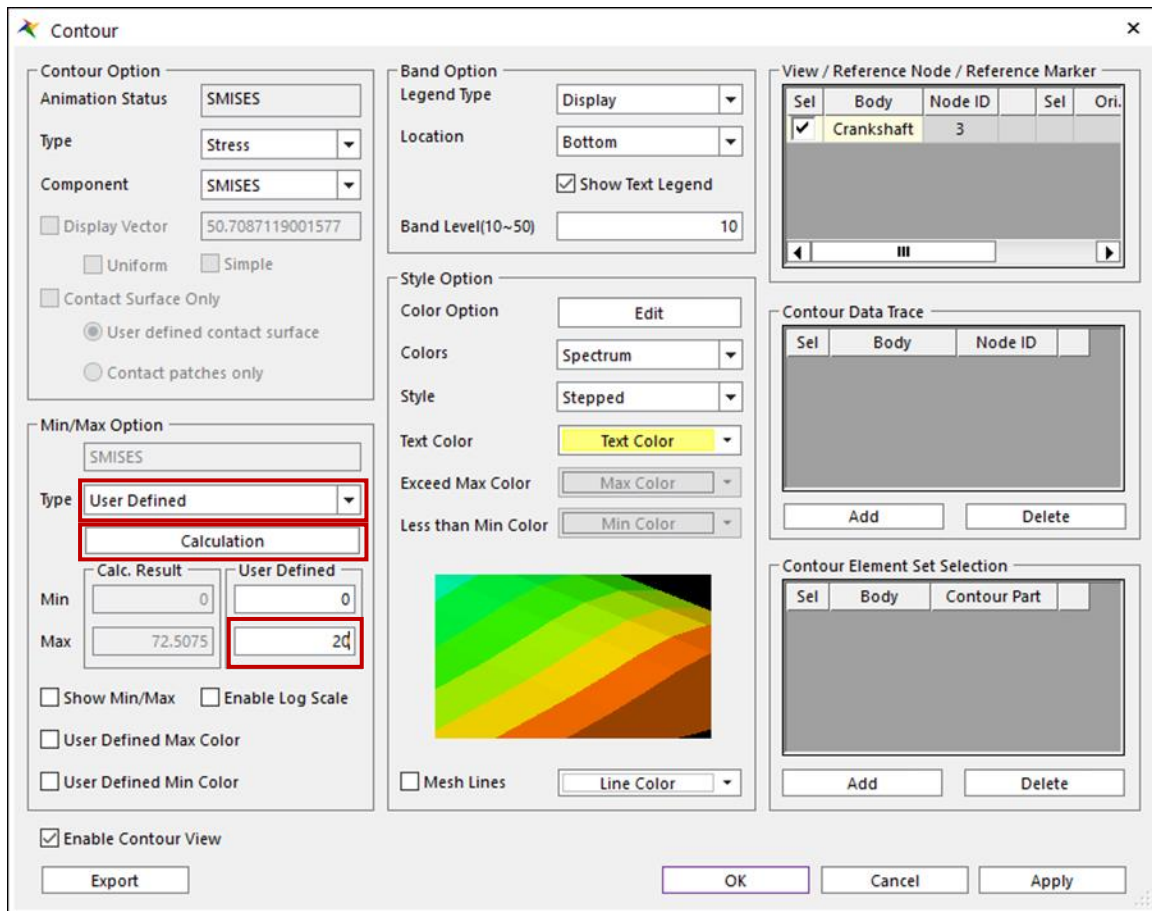 Contour
Contour Option
Animation Status SMISES
Type Stress
Component SMISES
Display Vector 50.7087119001577
Uniform Simple
Contact Surface Only
User defined contact surface
Contact patches only
Min/Max Option
SMISES
Type User Defined
Calculation
Calc. Result User Defined
Min 0 0
Max 72.5075 20
Show Min/Max Enable Log Scale
User Defined Max Color
User Defined Min Color
Enable Contour View
Export
Band Option
Legend Type Display
Location Bottom
Show Text Legend
Band Level(10~50) 10
Style Option
Color Option Edit
Colors Spectrum
Style Stepped
Text Color Text Color
Exceed Max Color Max Color
Less than Min Color Min Color
Mesh Lines Line Color
View / Reference Node / Reference Marker
Sel Body Node ID Sel Ori.
Crankshaft 3
Contour Data Trace
Sel Body Node ID
Add Delete
Contour Element Set Selection
Sel Body Contour Part
Add Delete
OK Cancel Apply